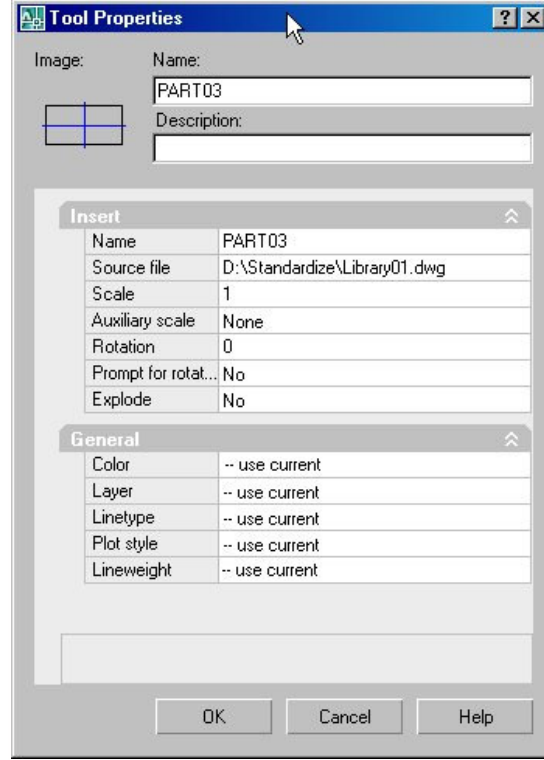 Tool Properties
Image:
Name:
PART03
Description:
Insert
Name PART03
Source file D:\Standardize\Library01.dwg
Scale 1
Auxiliary scale None
Rotation 0
Prompt for rotat... No
Explode No
General
Color -- use current
Layer -- use current
Linetype -- use current
Plot style -- use current
Lineweight -- use current
OK Cancel Help